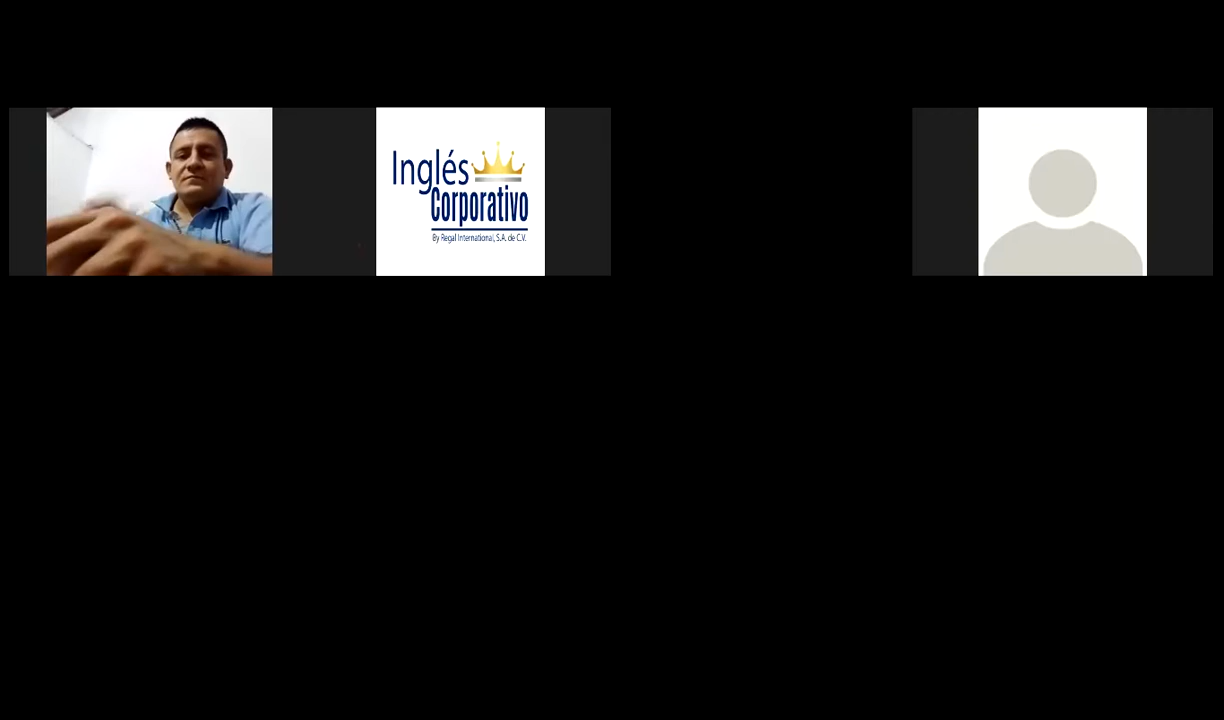 Inglés
Corporativo
By Regal International, S.A. de C.V.